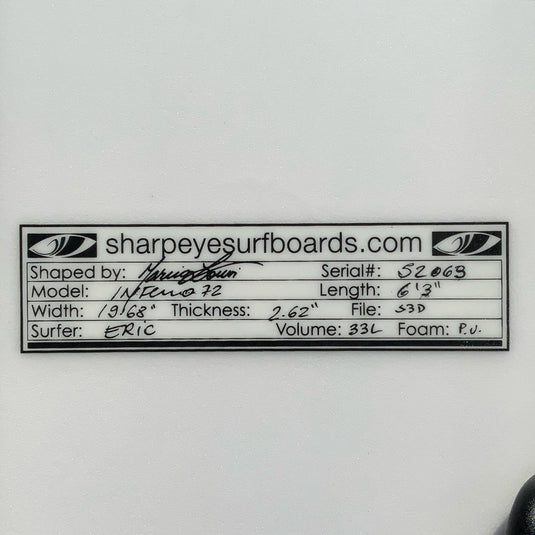 sharpeyesurfboards.com
Shaped by: Serial#: 52063
Model: INFERNO 72 Length: 6'3"
Width: 19.68" Thickness: 2.62" File: S3D
Surfer: ERIC Volume: 33L Foam: P.U.